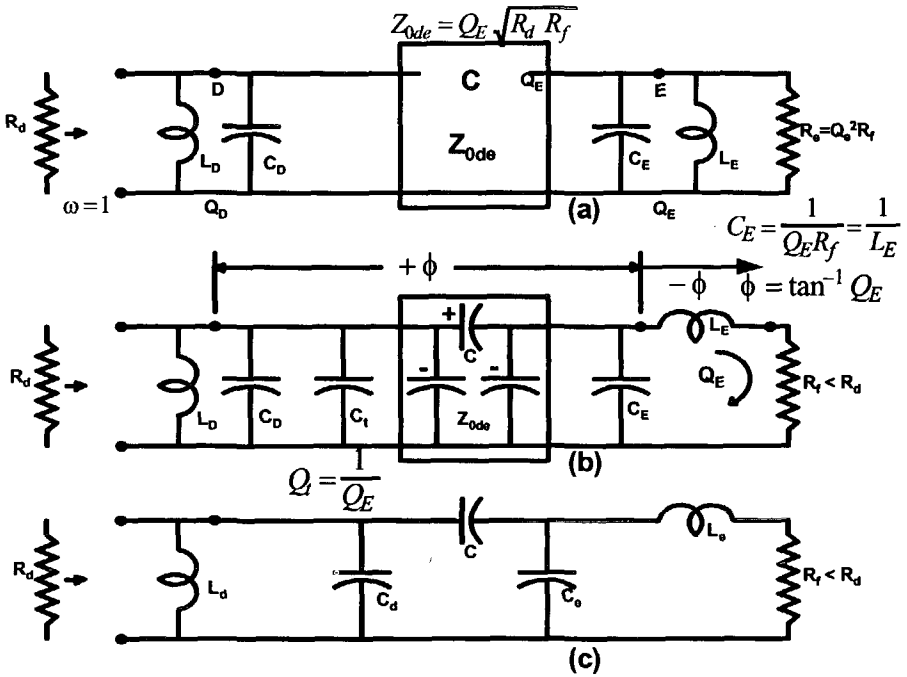 Z0de = QE √Rd Rf
D
C
QE
E
Rd
LD
CD
Z0de
CE
LE
Re=Qe²Rf
ω=1
QD
(a)
QE
CE = 1/(QE Rf) = 1/LE
+ϕ
−ϕ
ϕ = tan⁻¹ QE
+
C
LE
Rd
LD
CD
Ct
-
-
Z0de
CE
QE
Rf < Rd
(b)
Qt = 1/QE
C
Le
Rd
Ld
Cd
Ce
Rf < Rd
(c)